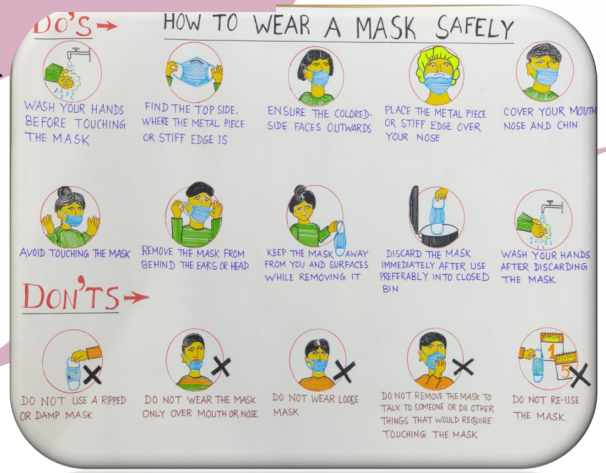 DO'S →
HOW TO WEAR A MASK SAFELY
WASH YOUR HANDS
BEFORE TOUCHING
THE MASK
FIND THE TOP SIDE,
WHERE THE METAL PIECE
OR STIFF EDGE IS
ENSURE THE COLORED-
SIDE FACES OUTWARDS
PLACE THE METAL PIECE
OR STIFF EDGE OVER
YOUR NOSE
COVER YOUR MOUTH
NOSE AND CHIN
AVOID TOUCHING THE MASK
REMOVE THE MASK FROM
BEHIND THE EARS OR HEAD
KEEP THE MASK AWAY
FROM YOU AND SURFACES
WHILE REMOVING IT
DISCARD THE MASK
IMMEDIATELY AFTER USE
PREFERABLY INTO CLOSED
BIN
WASH YOUR HANDS
AFTER DISCARDING
THE MASK
DON'TS →
DO NOT USE A RIPPED
OR DAMP MASK
DO NOT WEAR THE MASK
ONLY OVER MOUTH OR NOSE.
DO NOT WEAR LOOSE
MASK
DO NOT REMOVE THE MASK TO
TALK TO SOMEONE OR DO OTHER
THINGS THAT WOULD REQUIRE
TOUCHING THE MASK
1
5
DO NOT RE-USE
THE MASK.